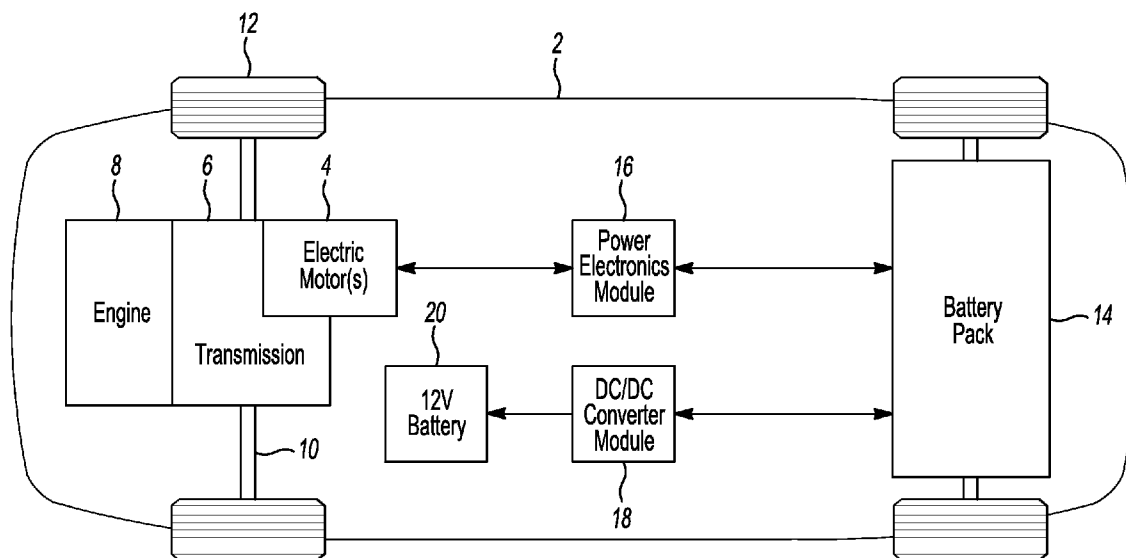 12
2
8
6
4
16
Electric
Motor(s)
Power
Electronics
Module
Engine
Transmission
20
Battery
Pack
14
12V
Battery
DC/DC
Converter
Module
10
18